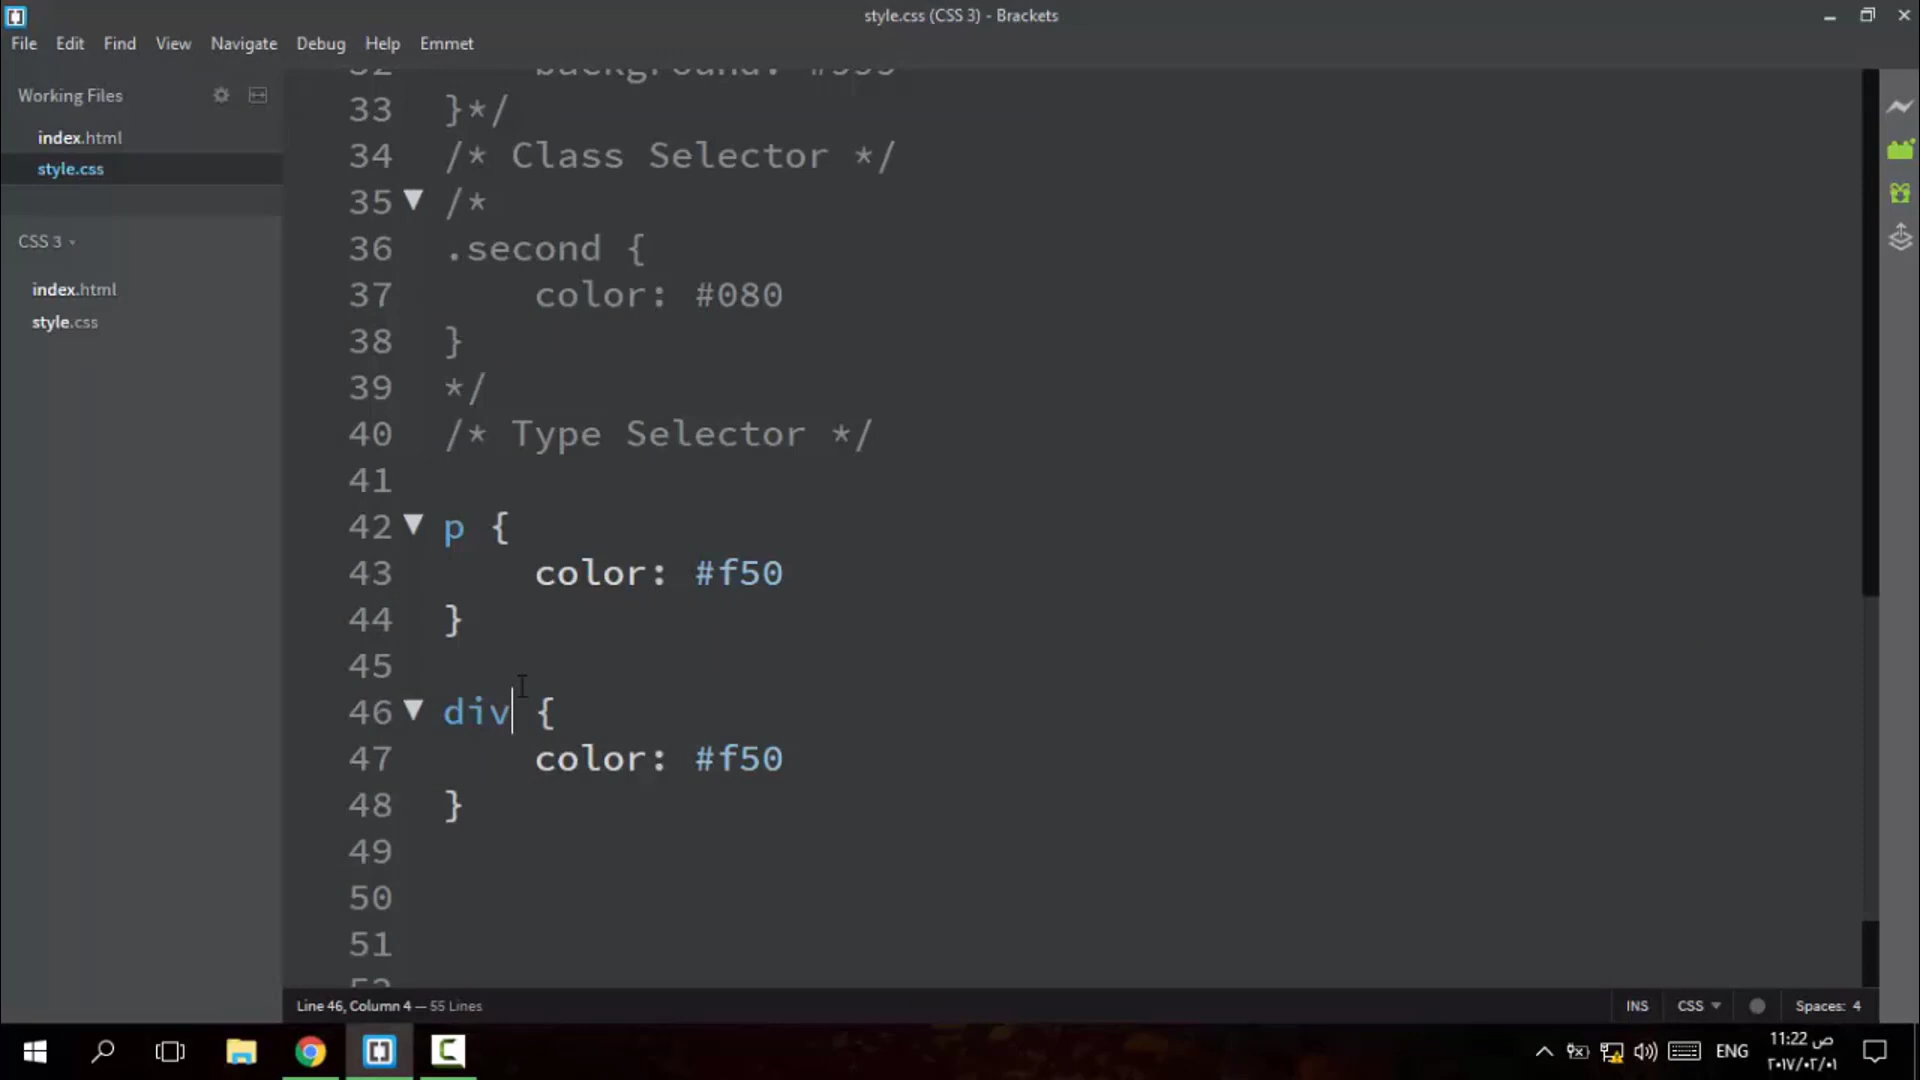 style.css (CSS 3) - Brackets
File Edit Find View Navigate Debug Help Emmet
Working Files
index.html
style.css
CSS 3
index.html
style.css
33 }*/
34 /* Class Selector */
35 /*
36 .second {
37 color: #080
38 }
39 */
40 /* Type Selector */
41
42 p {
43 color: #f50
44 }
45
46 div {
47 color: #f50
48 }
49
50
51
Line 46, Column 4 — 55 Lines
INS CSS Spaces: 4
ENG
11:22 ص
٢٠١٧/٠٢/٠١